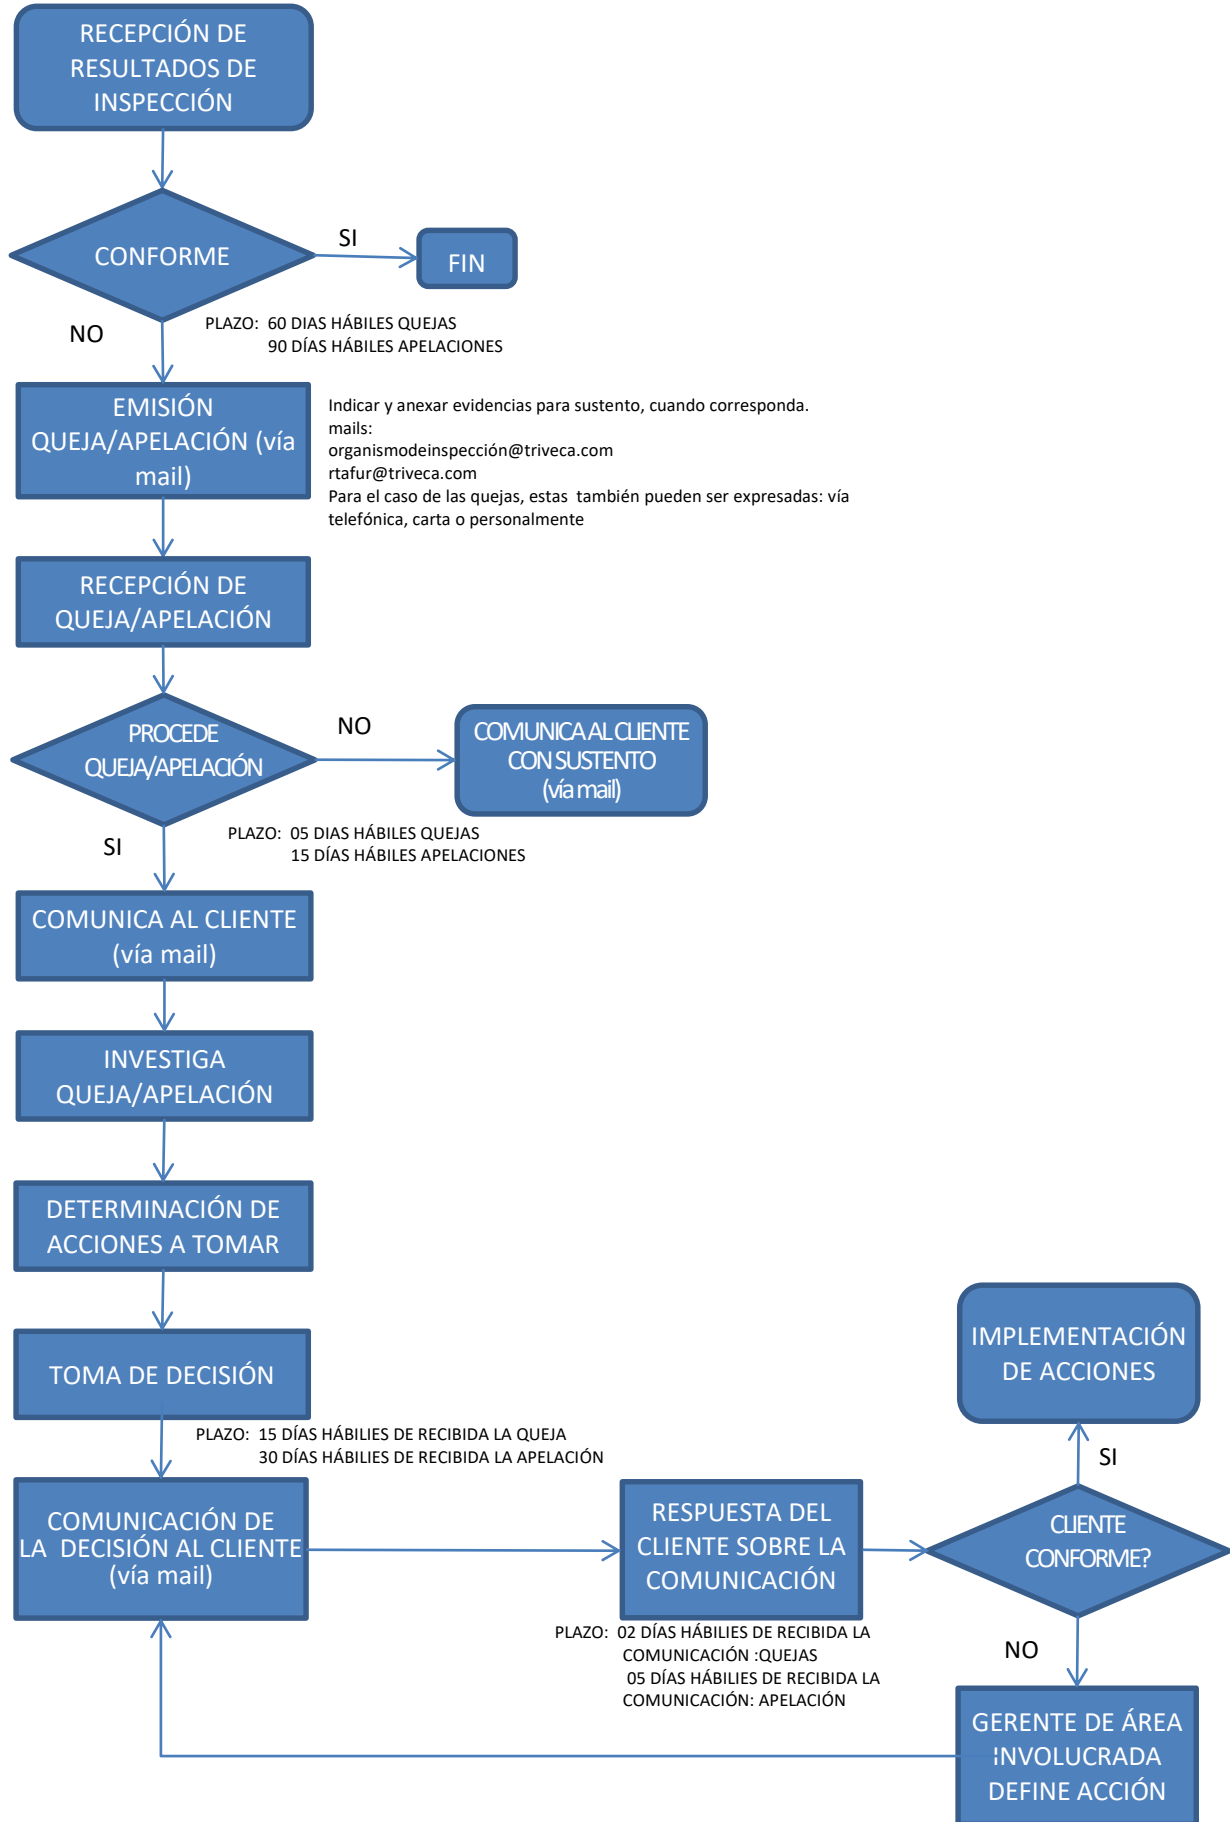 RECEPCIÓN DE
RESULTADOS DE
INSPECCIÓN
CONFORME
SI
FIN
NO
PLAZO: 60 DIAS HÁBILES QUEJAS
90 DÍAS HÁBILES APELACIONES
EMISIÓN
QUEJA/APELACIÓN (vía
mail)
Indicar y anexar evidencias para sustento, cuando corresponda.
mails:
organismodeinspección@triveca.com
rtafur@triveca.com
Para el caso de las quejas, estas también pueden ser expresadas: vía
telefónica, carta o personalmente
RECEPCIÓN DE
QUEJA/APELACIÓN
PROCEDE
QUEJA/APELACIÓN
NO
COMUNICA AL CLIENTE
CON SUSTENTO
(vía mail)
SI
PLAZO: 05 DIAS HÁBILES QUEJAS
15 DÍAS HÁBILES APELACIONES
COMUNICA AL CLIENTE
(vía mail)
INVESTIGA
QUEJA/APELACIÓN
DETERMINACIÓN DE
ACCIONES A TOMAR
TOMA DE DECISIÓN
PLAZO: 15 DÍAS HÁBILIES DE RECIBIDA LA QUEJA
30 DÍAS HÁBILIES DE RECIBIDA LA APELACIÓN
COMUNICACIÓN DE
LA DECISIÓN AL CLIENTE
(vía mail)
RESPUESTA DEL
CLIENTE SOBRE LA
COMUNICACIÓN
PLAZO: 02 DÍAS HÁBILIES DE RECIBIDA LA
COMUNICACIÓN :QUEJAS
05 DÍAS HÁBILIES DE RECIBIDA LA
COMUNICACIÓN: APELACIÓN
CLIENTE
CONFORME?
SI
IMPLEMENTACIÓN
DE ACCIONES
NO
GERENTE DE ÁREA
INVOLUCRADA
DEFINE ACCIÓN